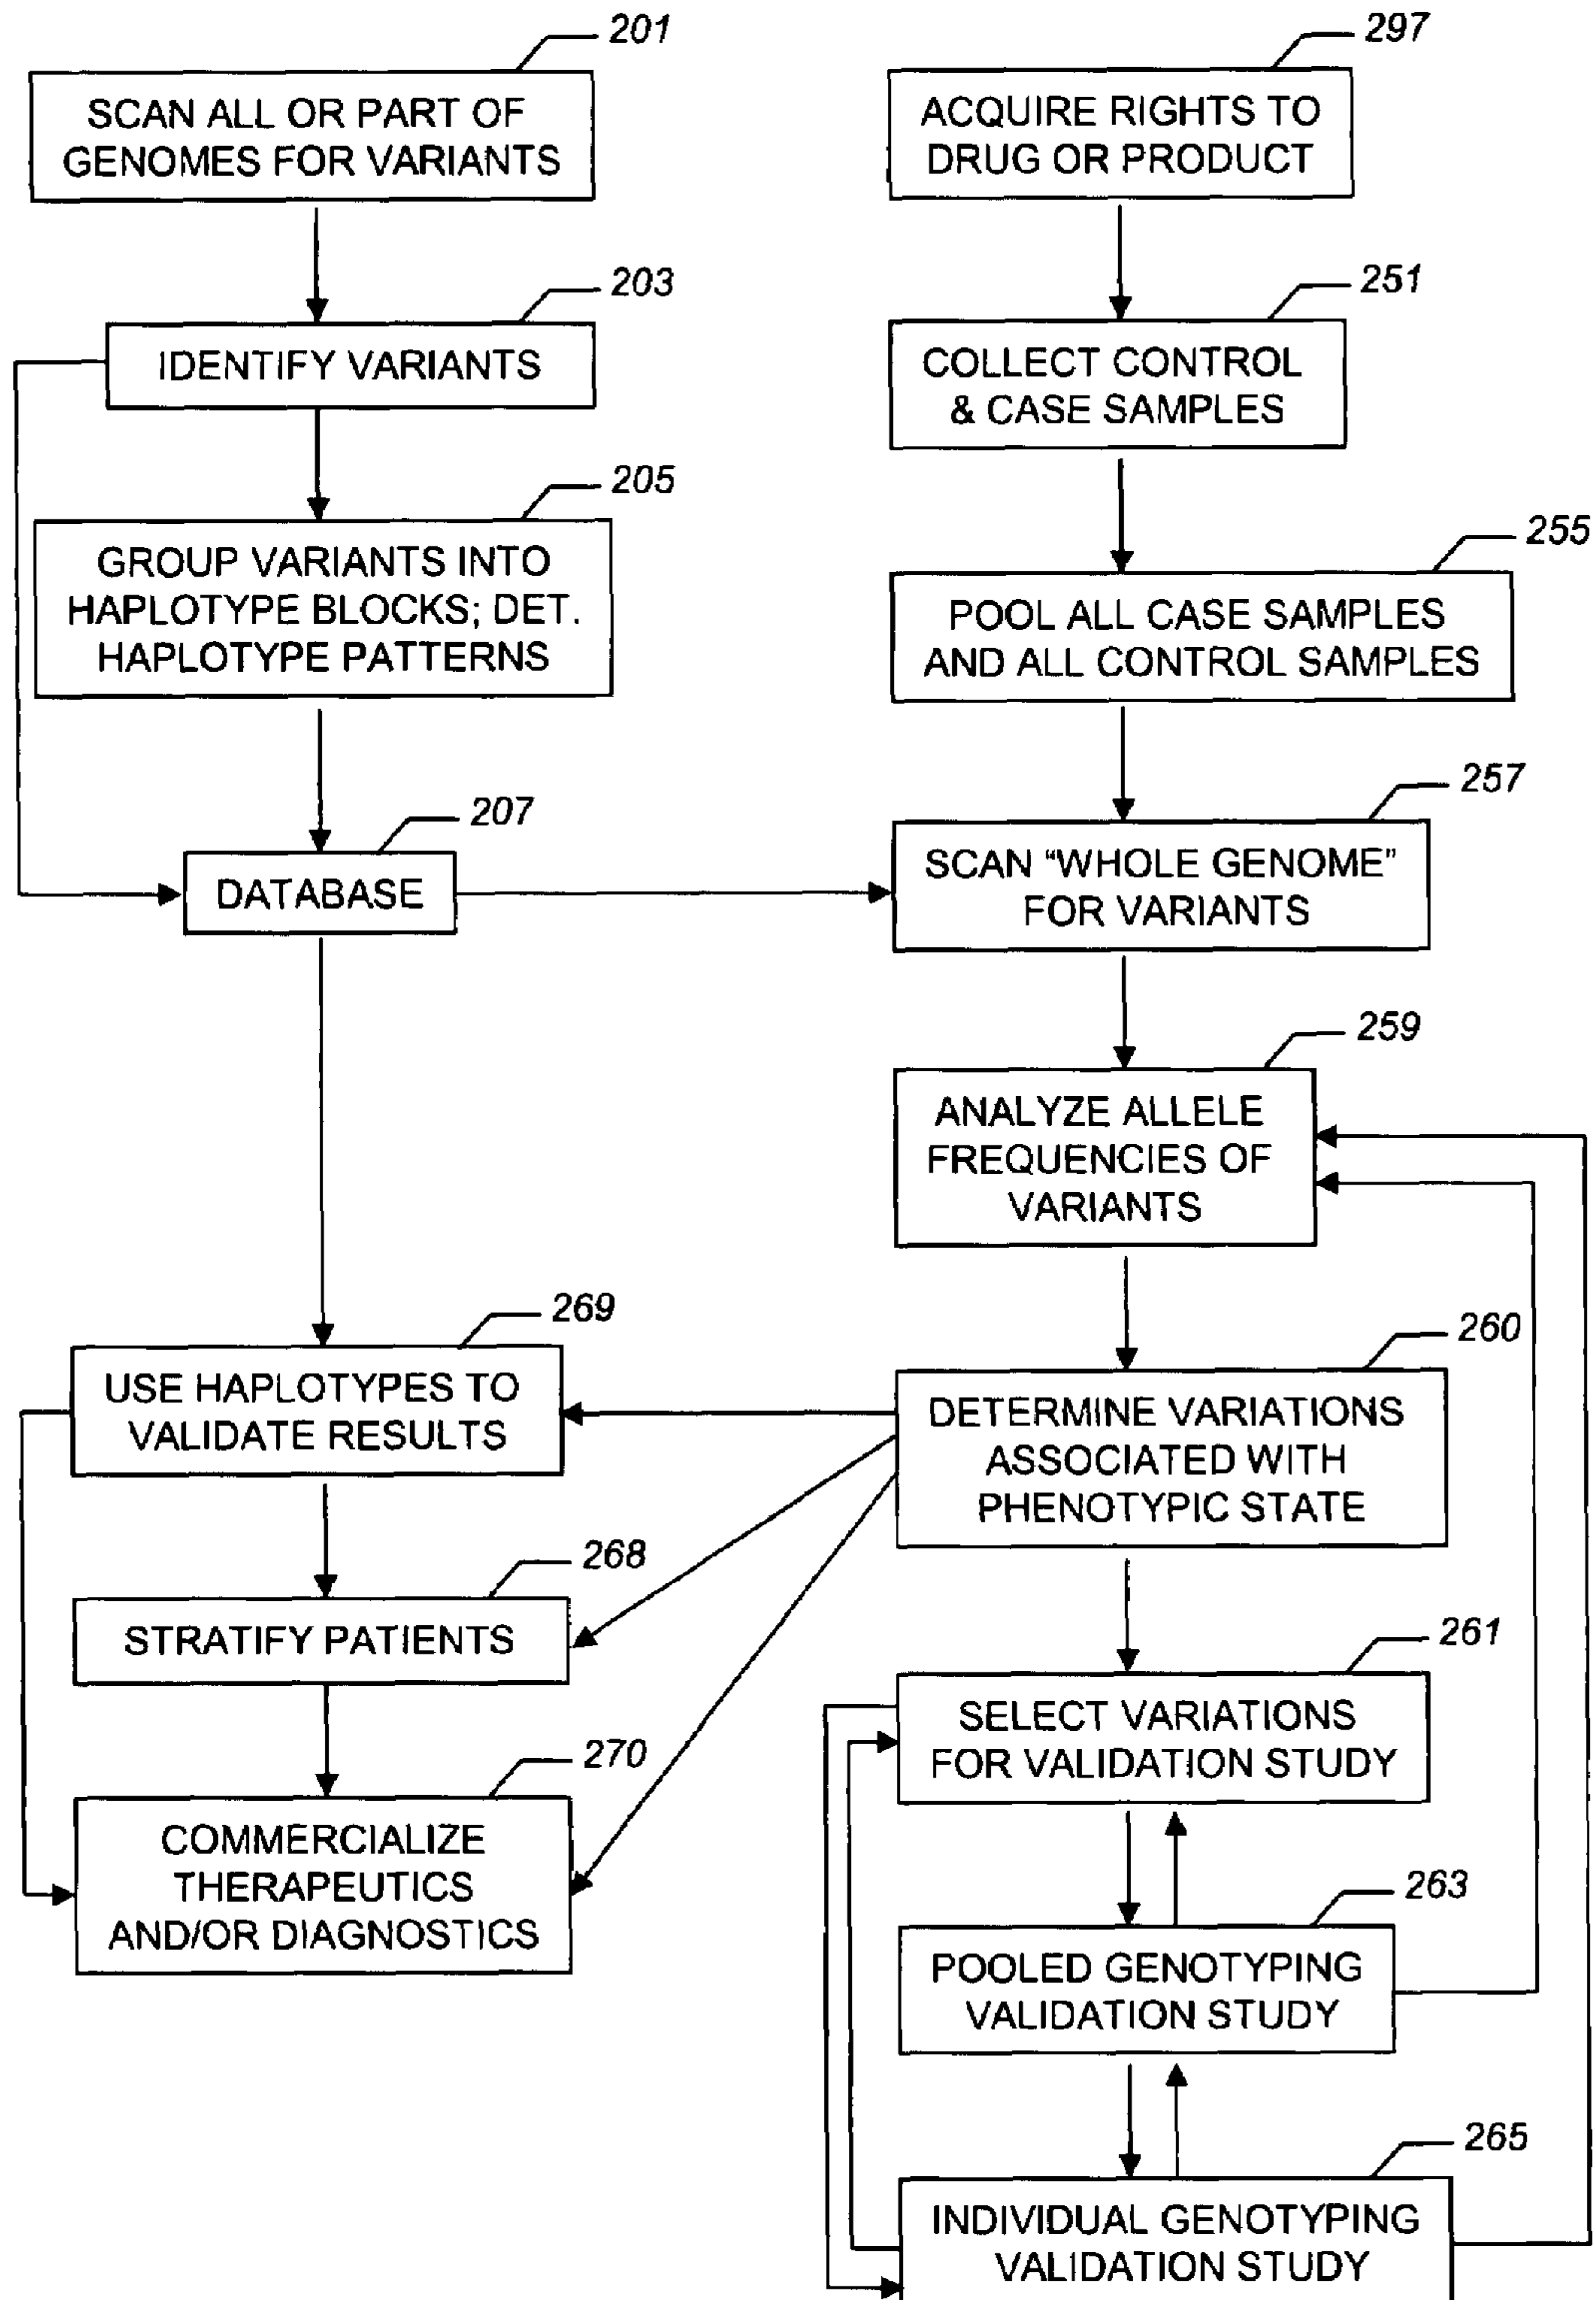 201
SCAN ALL OR PART OF
GENOMES FOR VARIANTS
203
IDENTIFY VARIANTS
205
GROUP VARIANTS INTO
HAPLOTYPE BLOCKS; DET.
HAPLOTYPE PATTERNS
207
DATABASE
269
USE HAPLOTYPES TO
VALIDATE RESULTS
268
STRATIFY PATIENTS
270
COMMERCIALIZE
THERAPEUTICS
AND/OR DIAGNOSTICS
297
ACQUIRE RIGHTS TO
DRUG OR PRODUCT
251
COLLECT CONTROL
& CASE SAMPLES
255
POOL ALL CASE SAMPLES
AND ALL CONTROL SAMPLES
257
SCAN “WHOLE GENOME”
FOR VARIANTS
259
ANALYZE ALLELE
FREQUENCIES OF
VARIANTS
260
DETERMINE VARIATIONS
ASSOCIATED WITH
PHENOTYPIC STATE
261
SELECT VARIATIONS
FOR VALIDATION STUDY
263
POOLED GENOTYPING
VALIDATION STUDY
265
INDIVIDUAL GENOTYPING
VALIDATION STUDY